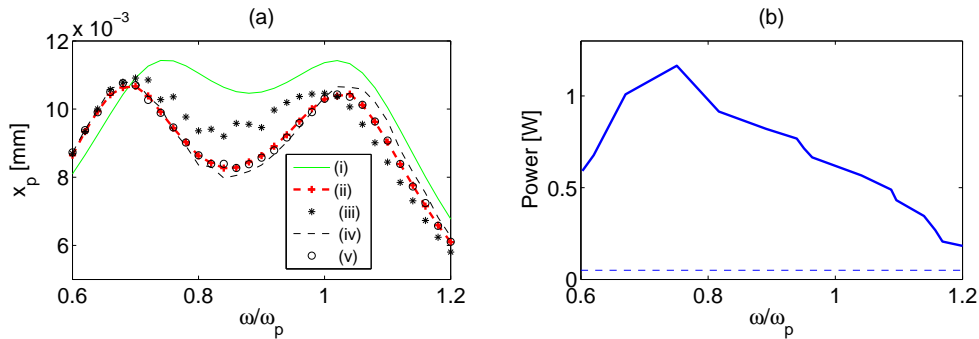 (a)
x 10⁻³
12
10
8
6
x_p [mm]
0.6
0.8
1
1.2
ω/ω_p
(i)
(ii)
(iii)
(iv)
(v)
(b)
1
0.5
0
Power [W]
0.6
0.8
1
1.2
ω/ω_p